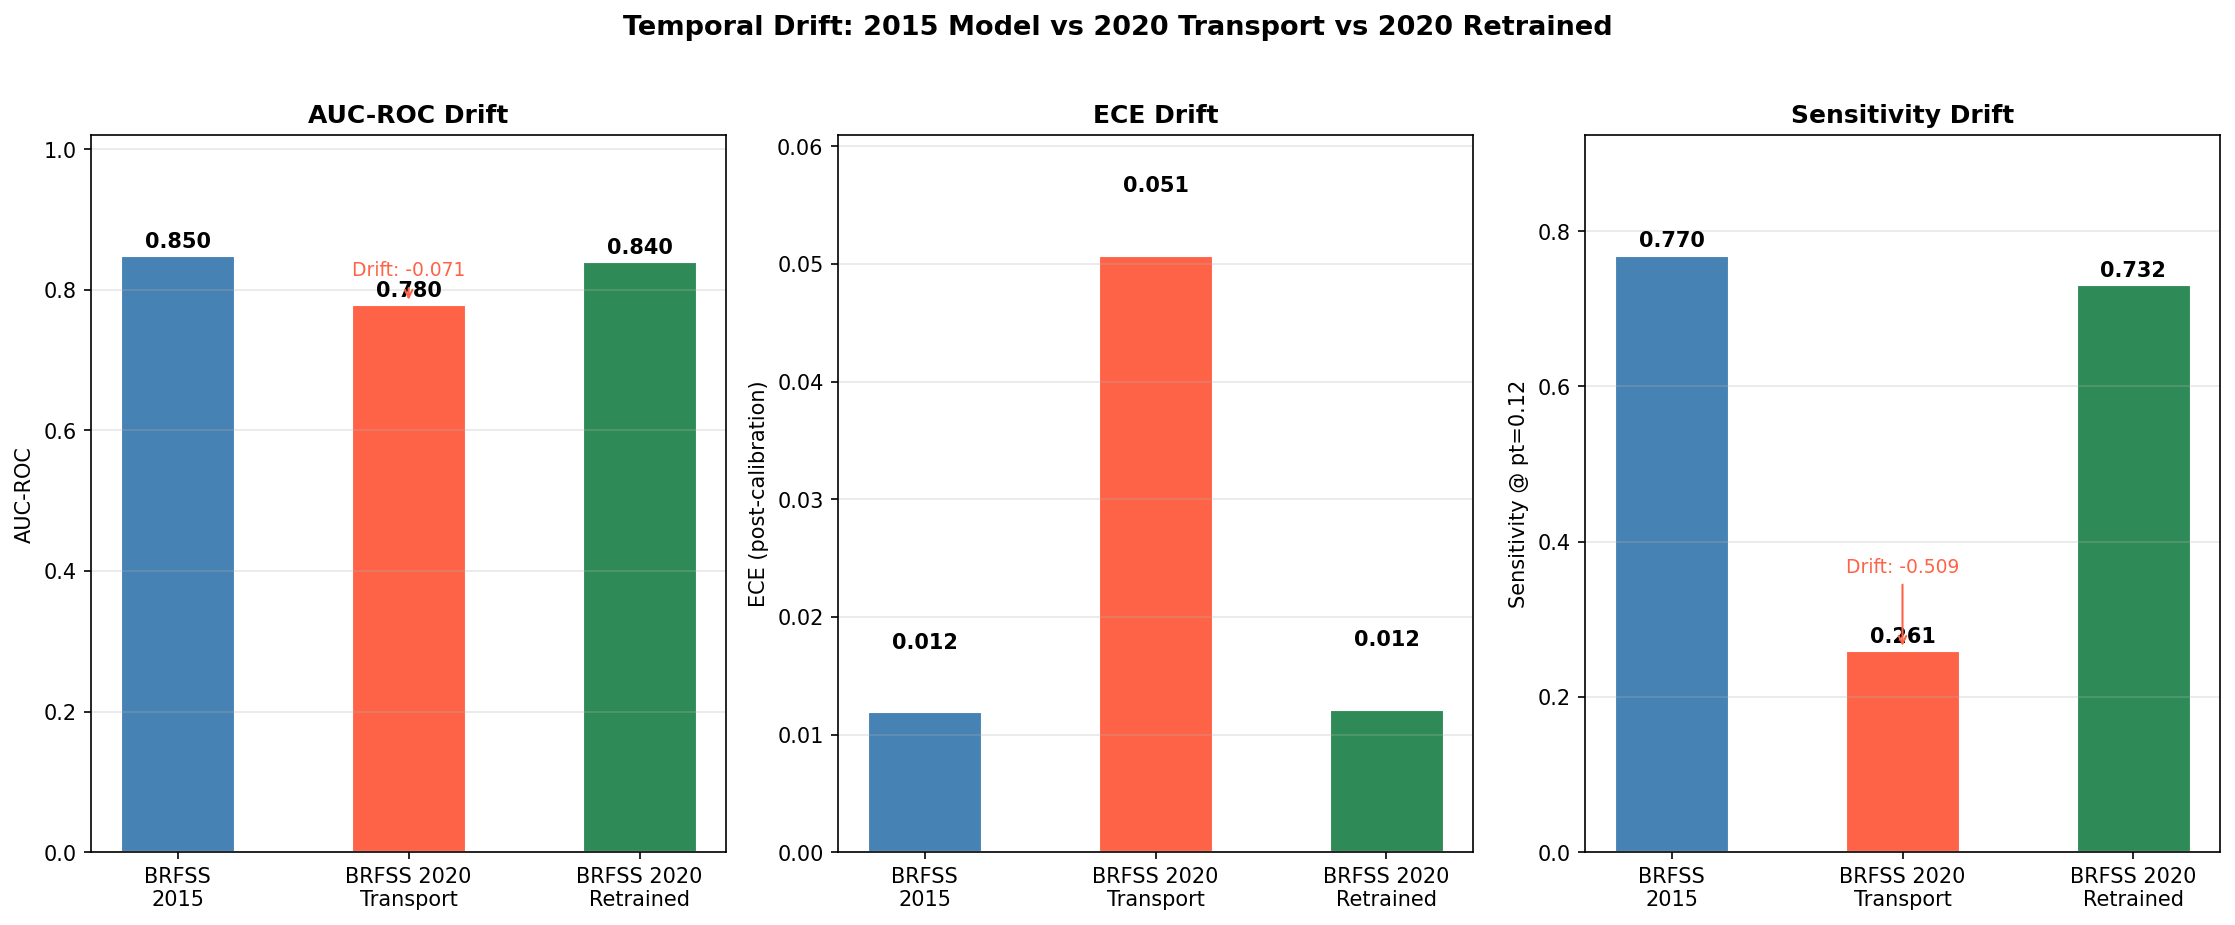 Temporal Drift: 2015 Model vs 2020 Transport vs 2020 Retrained
AUC-ROC Drift
AUC-ROC
1.0
0.8
0.6
0.4
0.2
0.0
0.850
Drift: -0.071
0.780
0.840
BRFSS
2015
BRFSS 2020
Transport
BRFSS 2020
Retrained
ECE Drift
ECE (post-calibration)
0.06
0.05
0.04
0.03
0.02
0.01
0.00
0.012
0.051
0.012
BRFSS
2015
BRFSS 2020
Transport
BRFSS 2020
Retrained
Sensitivity Drift
Sensitivity @ pt=0.12
0.8
0.6
0.4
0.2
0.0
0.770
Drift: -0.509
0.261
0.732
BRFSS
2015
BRFSS 2020
Transport
BRFSS 2020
Retrained